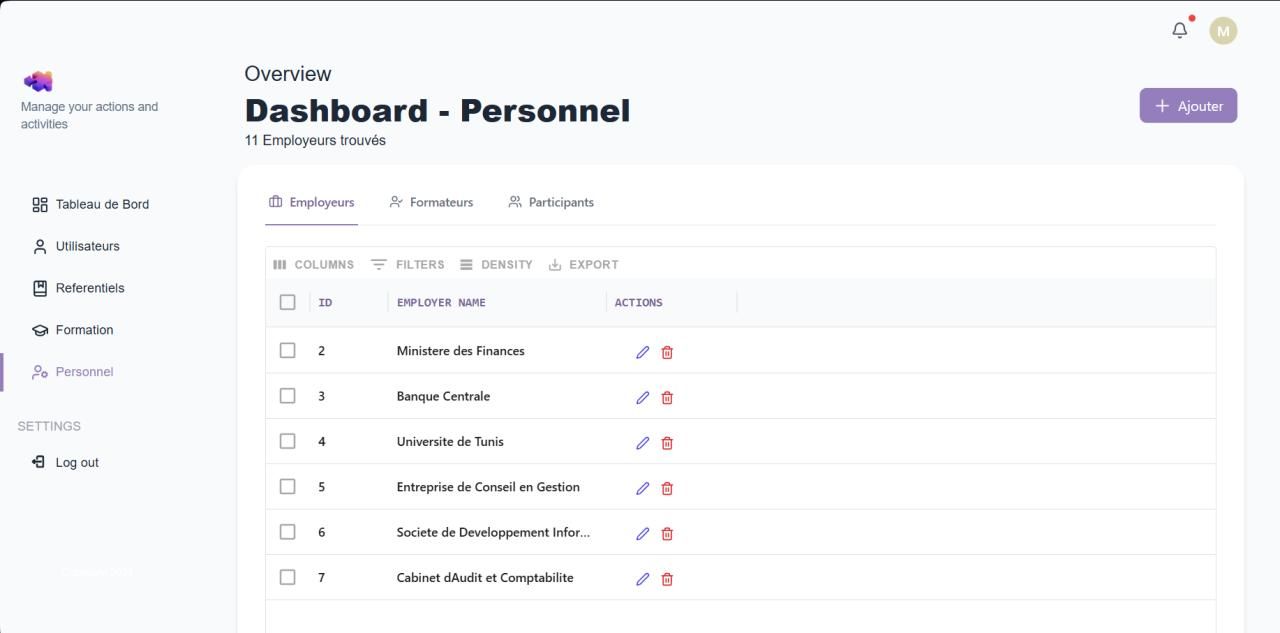 M
Overview
Dashboard - Personnel
11 Employeurs trouvés
Ajouter
Manage your actions and
activities
Tableau de Bord
Utilisateurs
Referentiels
Formation
Personnel
SETTINGS
Log out
Employeurs
Formateurs
Participants
COLUMNS
FILTERS
DENSITY
EXPORT
ID
EMPLOYER NAME
ACTIONS
2
Ministere des Finances
3
Banque Centrale
4
Universite de Tunis
5
Entreprise de Conseil en Gestion
6
Societe de Developpement Infor...
7
Cabinet dAudit et Comptabilite